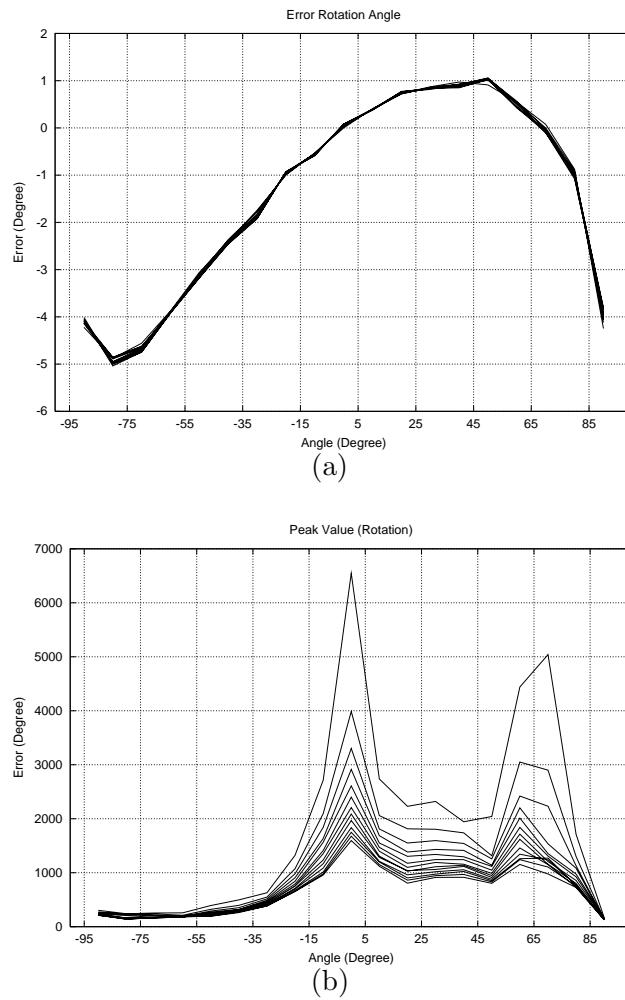 Error Rotation Angle
2
1
0
-1
-2
-3
-4
-5
-6
Error (Degree)
-95 -75 -55 -35 -15 5 25 45 65 85
Angle (Degree)
(a)
Peak Value (Rotation)
7000
6000
5000
4000
3000
2000
1000
0
Error (Degree)
-95 -75 -55 -35 -15 5 25 45 65 85
Angle (Degree)
(b)